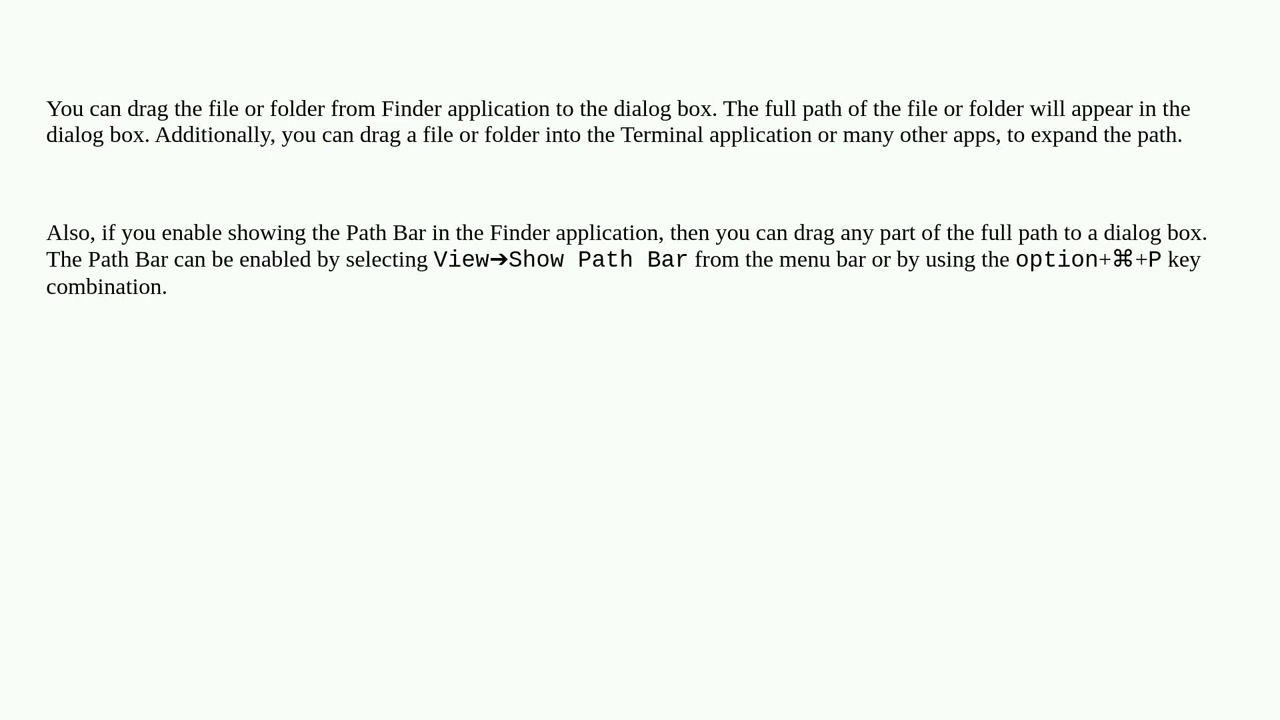 You can drag the file or folder from Finder application to the dialog box. The full path of the file or folder will appear in the
dialog box. Additionally, you can drag a file or folder into the Terminal application or many other apps, to expand the path.
Also, if you enable showing the Path Bar in the Finder application, then you can drag any part of the full path to a dialog box.
The Path Bar can be enabled by selecting View➔Show Path Bar from the menu bar or by using the option+⌘+P key
combination.